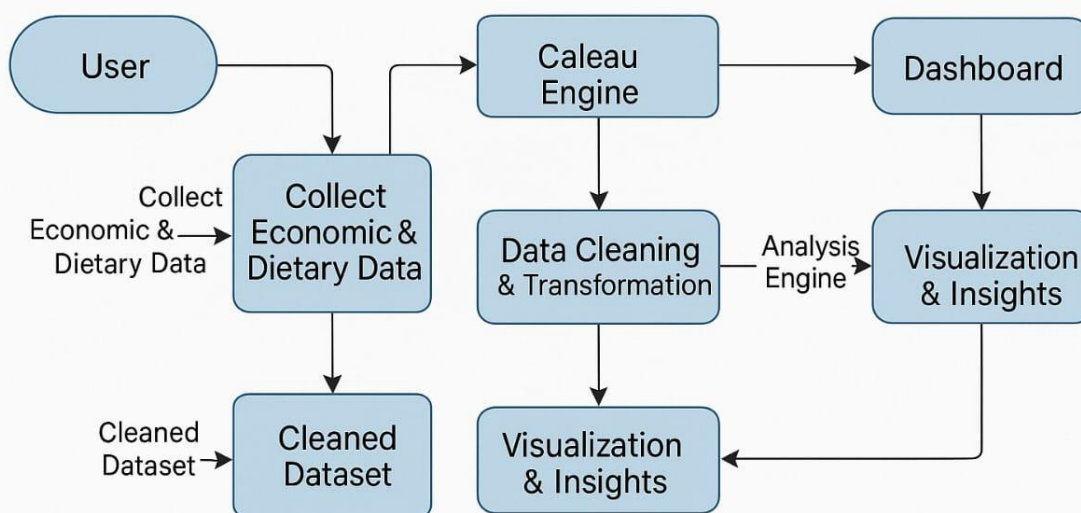 User
Caleau
Engine
Dashboard
Collect
Economic &
Dietary Data
Collect
Economic &
Dietary Data
Data Cleaning
& Transformation
Analysis
Engine
Visualization
& Insights
Cleaned
Dataset
Cleaned
Dataset
Visualization
& Insights